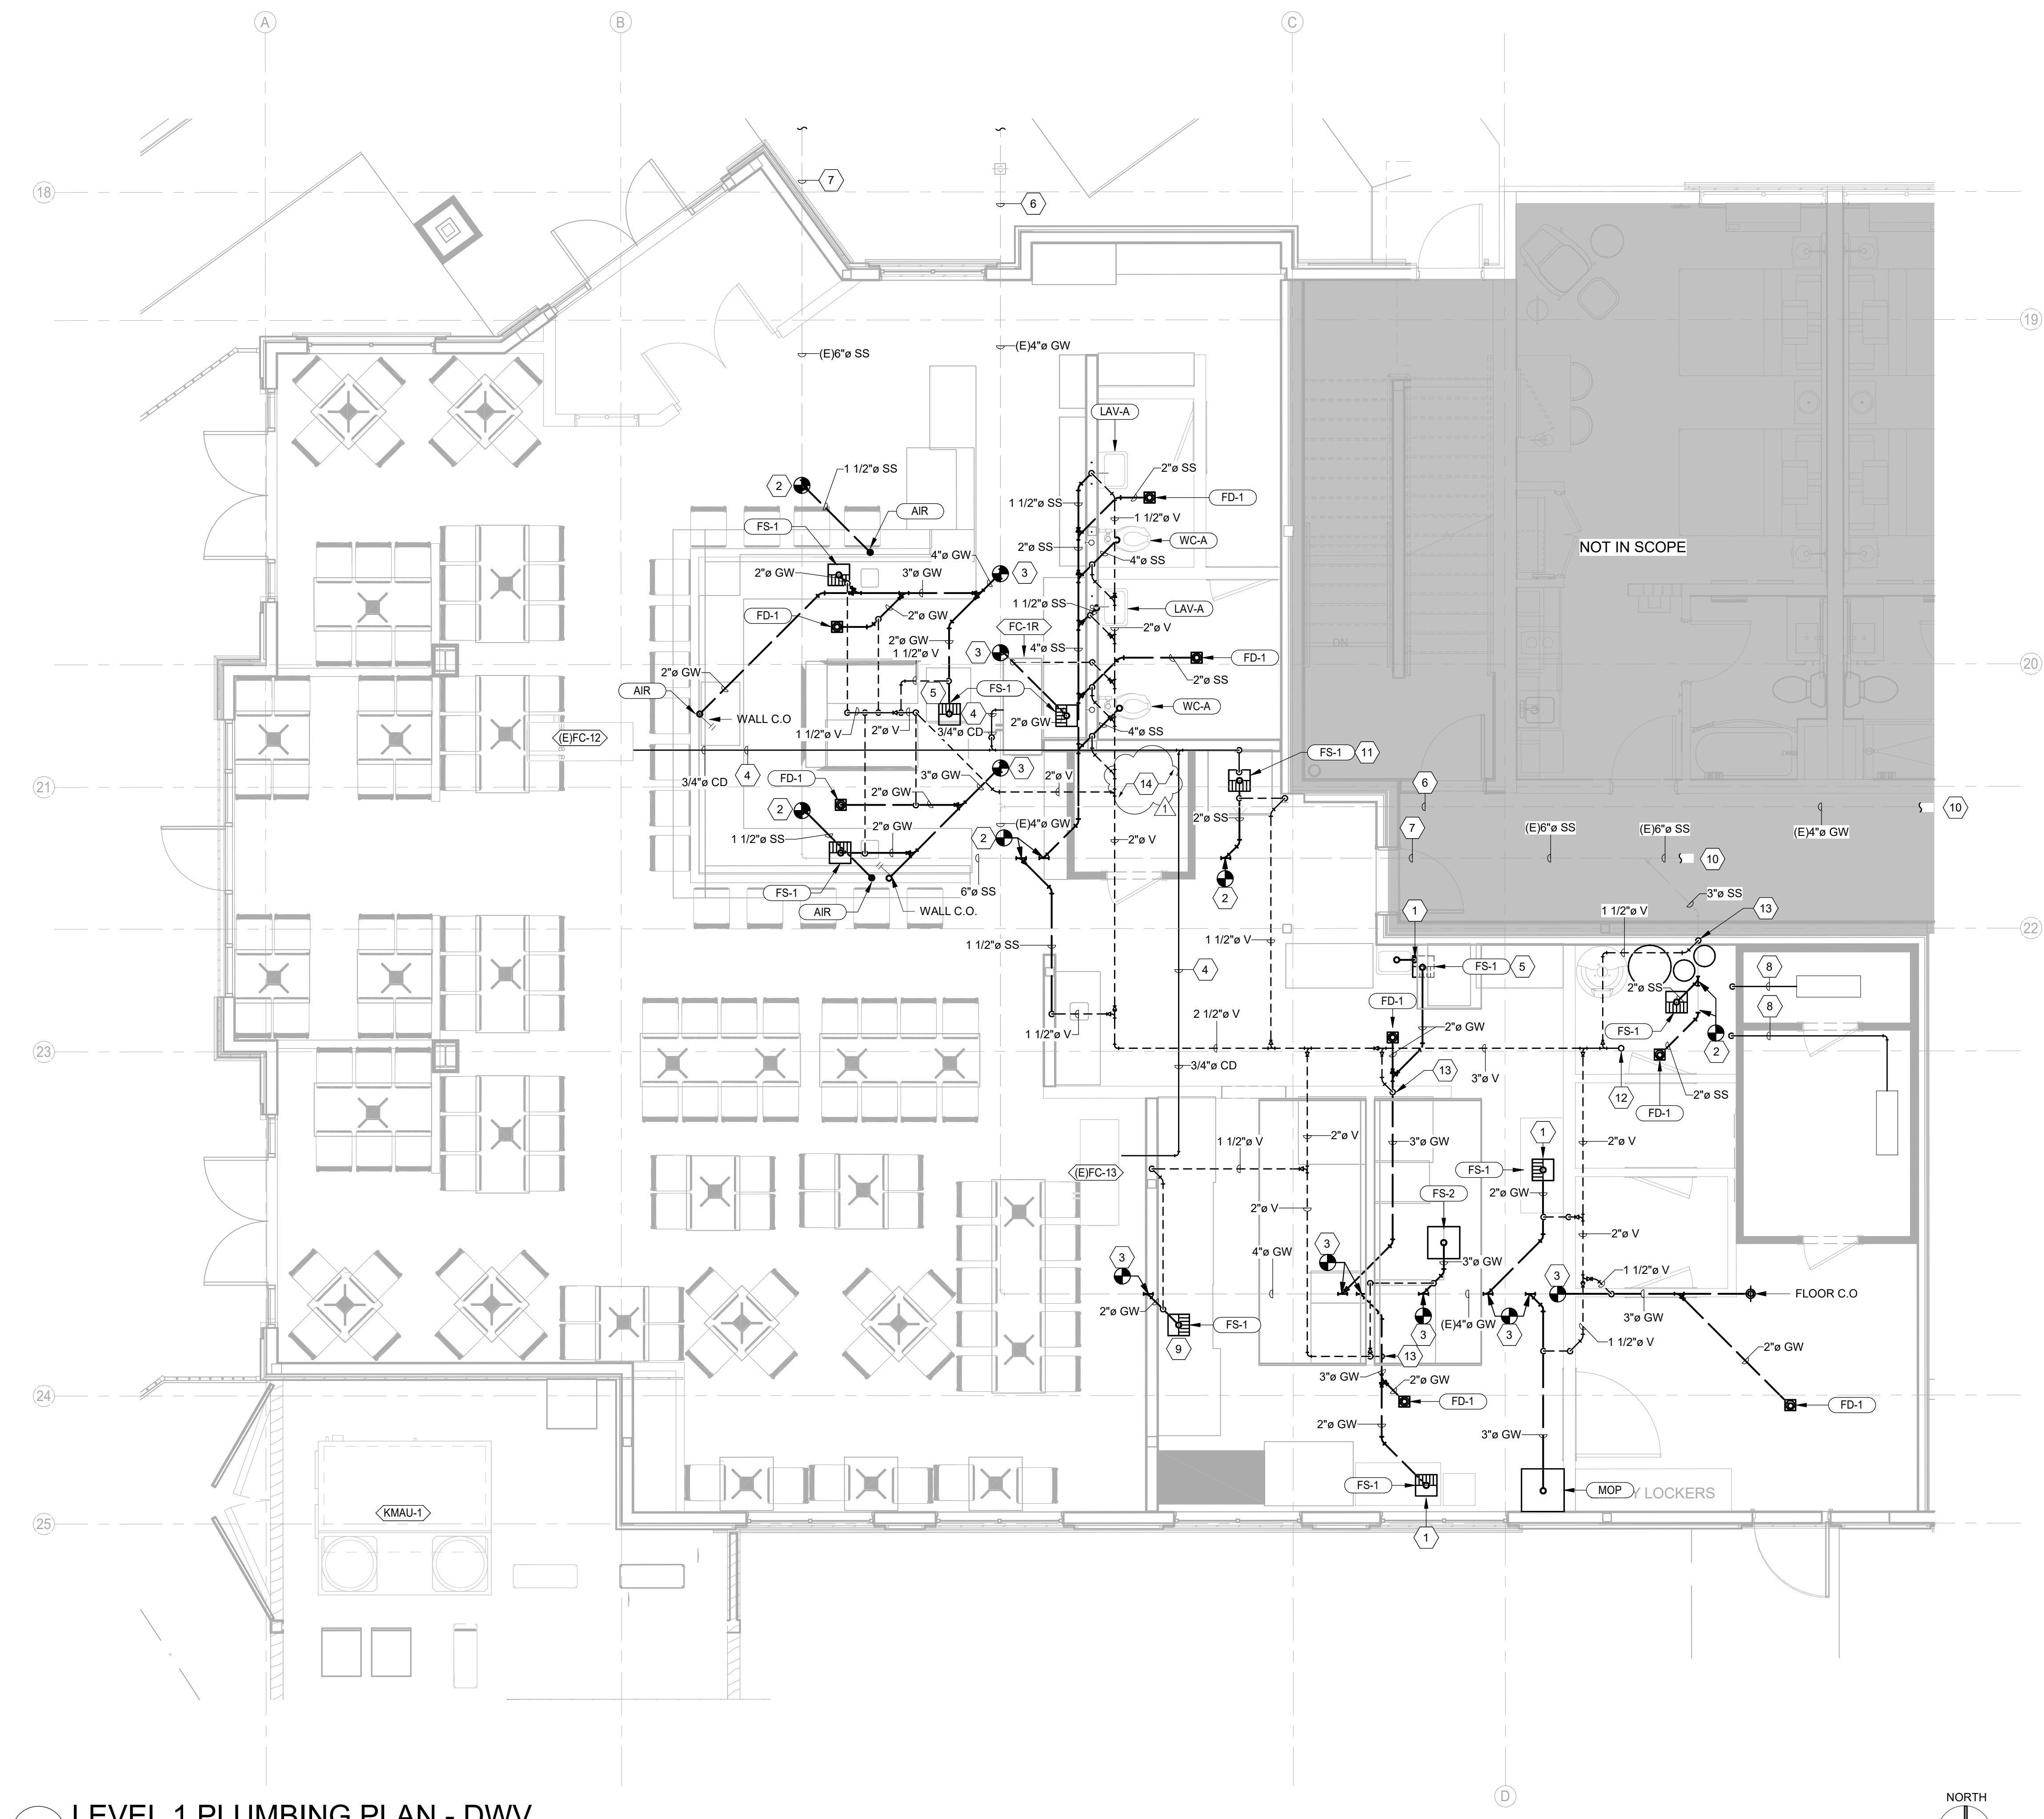 A
B
C
18
7
6
19
(E)6"ø SS
(E)4"ø GW
LAV-A
2
1 1/2"ø SS
2"ø SS
AIR
1 1/2"ø SS
FD-1
FS-1
1 1/2"ø V
WC-A
NOT IN SCOPE
2"ø SS
4"ø GW
4"ø SS
2"ø GW
3"ø GW
3
1 1/2"ø SS
LAV-A
FD-1
2"ø GW
FC-1R
2"ø V
DN
2"ø GW
1 1/2"ø V
3
4"ø SS
FD-1
20
2"ø GW
2"ø SS
AIR
5
FS-1
WC-A
WALL C.O
4
2"ø GW
1 1/2"ø V
2"ø V
3/4"ø CD
4"ø SS
(E)FC-12
FS-1
11
3/4"ø CD
4
FD-1
3"ø GW
3
2"ø V
14
6
21
2"ø GW
1
2
2"ø SS
7
10
1 1/2"ø SS
2"ø GW
(E)4"ø GW
2
2"ø V
(E)6"ø SS
(E)6"ø SS
(E)4"ø GW
10
FS-1
6"ø SS
2
3"ø SS
AIR
WALL C.O.
1
1 1/2"ø V
13
22
1 1/2"ø SS
1 1/2"ø V
4
FS-1
5
8
2"ø SS
FD-1
8
2 1/2"ø V
2"ø GW
FS-1
1 1/2"ø V
2
23
3/4"ø CD
13
3"ø V
12
2"ø SS
FD-1
1 1/2"ø V
2"ø V
3"ø GW
1
2"ø V
(E)FC-13
FS-1
FS-2
2"ø GW
2"ø V
2"ø V
3
4"ø GW
3
3"ø GW
3
1 1/2"ø V
FLOOR C.O
2"ø GW
(E)4"ø GW
3"ø GW
FS-1
3
3
9
13
1 1/2"ø V
2"ø GW
3"ø GW
2"ø GW
24
FD-1
FD-1
2"ø GW
3"ø GW
FS-1
MOP
Y LOCKERS
KMAU-1
25
1
D
NORTH
LEVEL 1 PLUMBING PLAN - DWV